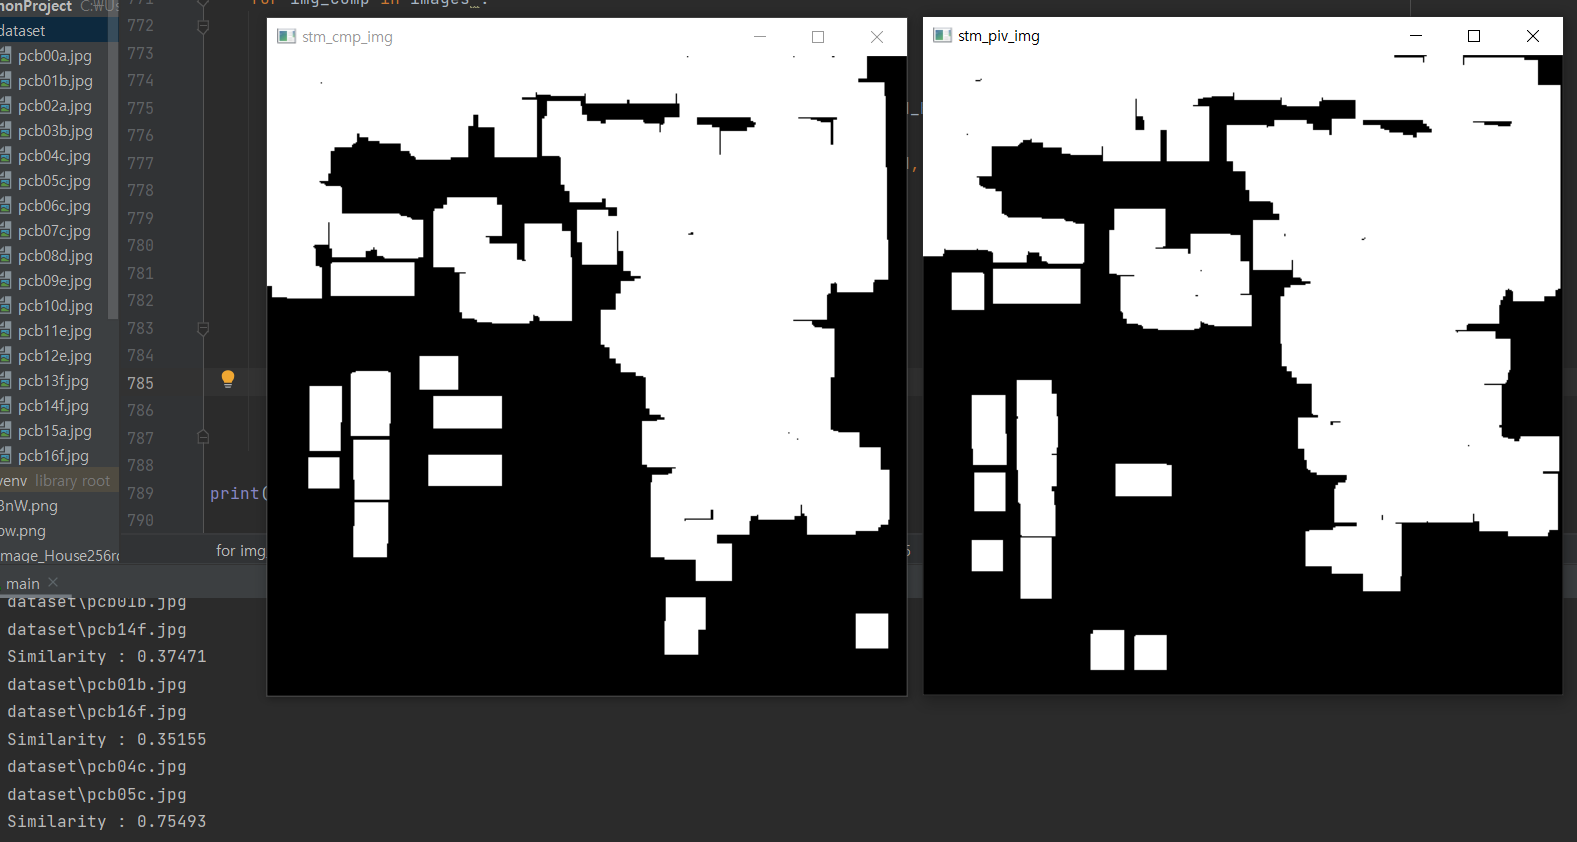 nonProject C:\Us
dataset
pcb00a.jpg
pcb01b.jpg
pcb02a.jpg
pcb03b.jpg
pcb04c.jpg
pcb05c.jpg
pcb06c.jpg
pcb07c.jpg
pcb08d.jpg
pcb09e.jpg
pcb10d.jpg
pcb11e.jpg
pcb12e.jpg
pcb13f.jpg
pcb14f.jpg
pcb15a.jpg
pcb16f.jpg
venv library root
BnW.png
ow.png
mage_House256r
771 for img_comp in images_:
772
773
774
775
776
777
778
779
780
781
782
783
784
785
786
787
788
789 print(
790
for img
stm_cmp_img
stm_piv_img
main
dataset\pcb01b.jpg
dataset\pcb14f.jpg
Similarity : 0.37471
dataset\pcb01b.jpg
dataset\pcb16f.jpg
Similarity : 0.35155
dataset\pcb04c.jpg
dataset\pcb05c.jpg
Similarity : 0.75493